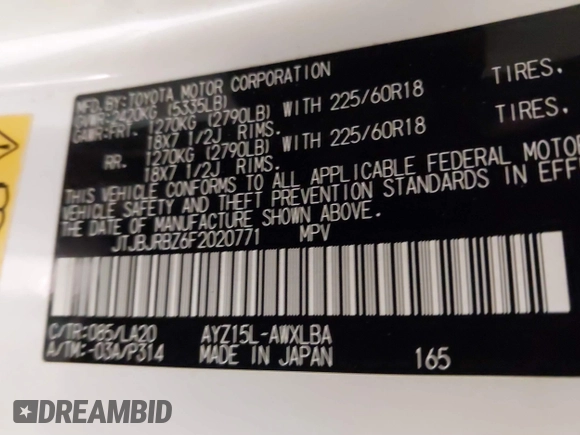 MFD.BY:TOYOTA MOTOR CORPORATION
GVWR:2420KG (5335LB)
GAWR:FRT. 1270KG (2790LB) WITH 225/60R18 TIRES.
18X7 1/2J RIMS.
RR. 1270KG (2790LB) WITH 225/60R18 TIRES.
18X7 1/2J RIMS.
THIS VEHICLE CONFORMS TO ALL APPLICABLE FEDERAL MOTOR
VEHICLE SAFETY AND THEFT PREVENTION STANDARDS IN EFF
THE DATE OF MANUFACTURE SHOWN ABOVE.
JTJBJRBZ6F2020771 MPV
C/TR:085/LA20 AYZ15L-AWXLBA
A/TM:-03A/P314 MADE IN JAPAN 165
DREAMBID